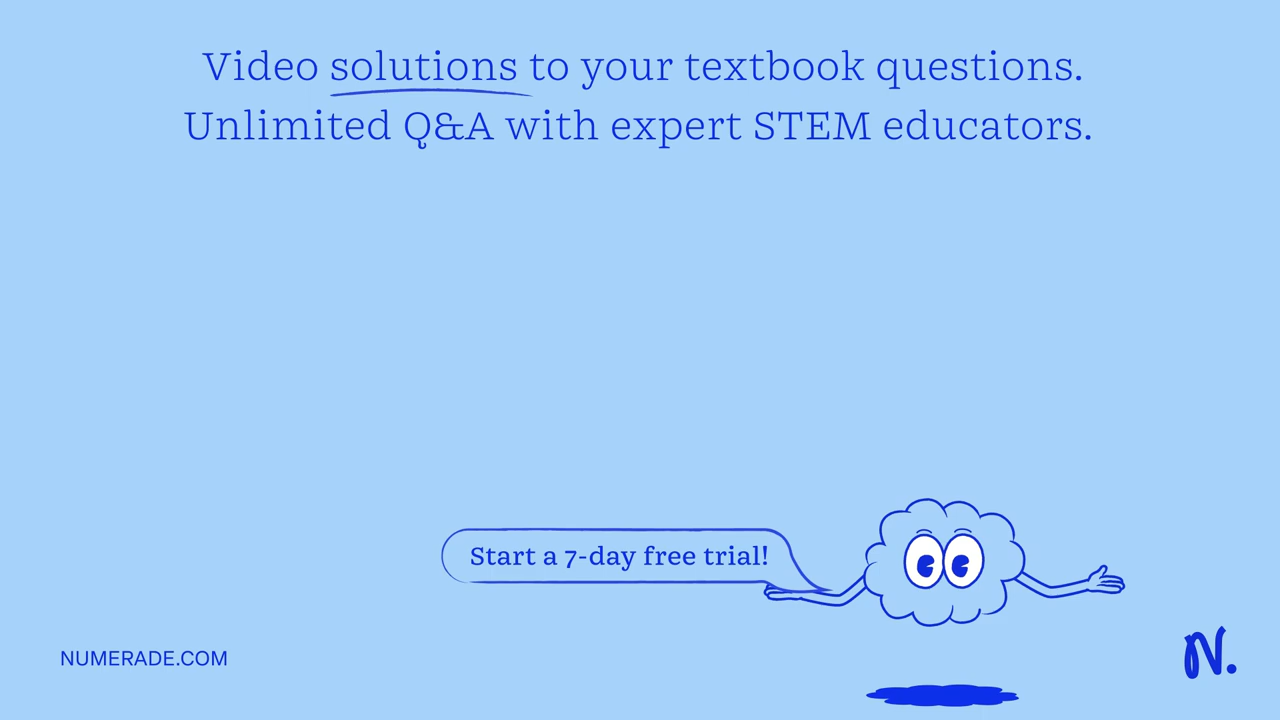 Video solutions to your textbook questions.
Unlimited Q&A with expert STEM educators.
Start a 7-day free trial!
NUMERADE.COM
N.